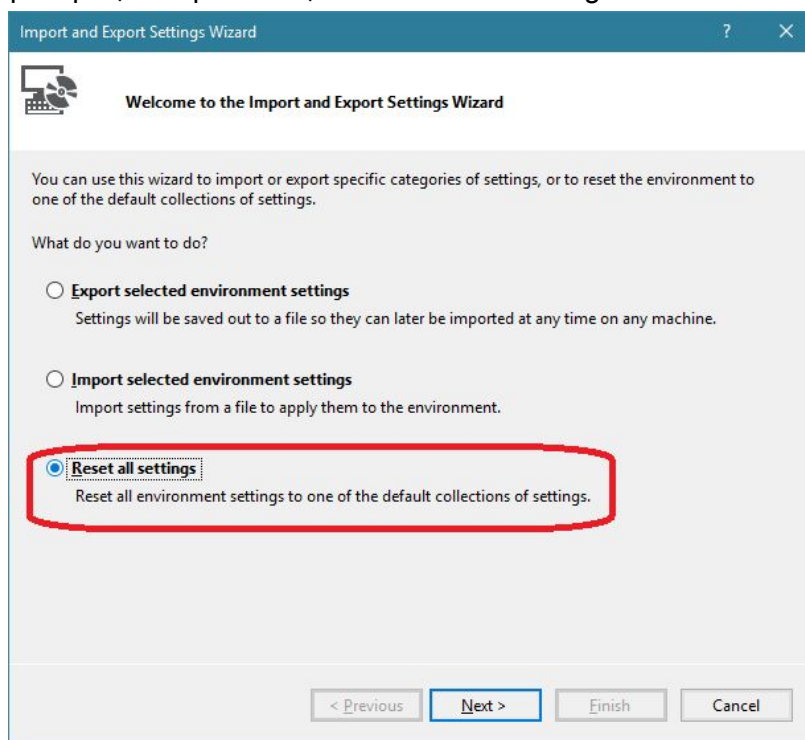 Import and Export Settings Wizard ? ✕
Welcome to the Import and Export Settings Wizard
You can use this wizard to import or export specific categories of settings, or to reset the environment to
one of the default collections of settings.
What do you want to do?
Export selected environment settings
Settings will be saved out to a file so they can later be imported at any time on any machine.
Import selected environment settings
Import settings from a file to apply them to the environment.
Reset all settings
Reset all environment settings to one of the default collections of settings.
< Previous Next > Finish Cancel